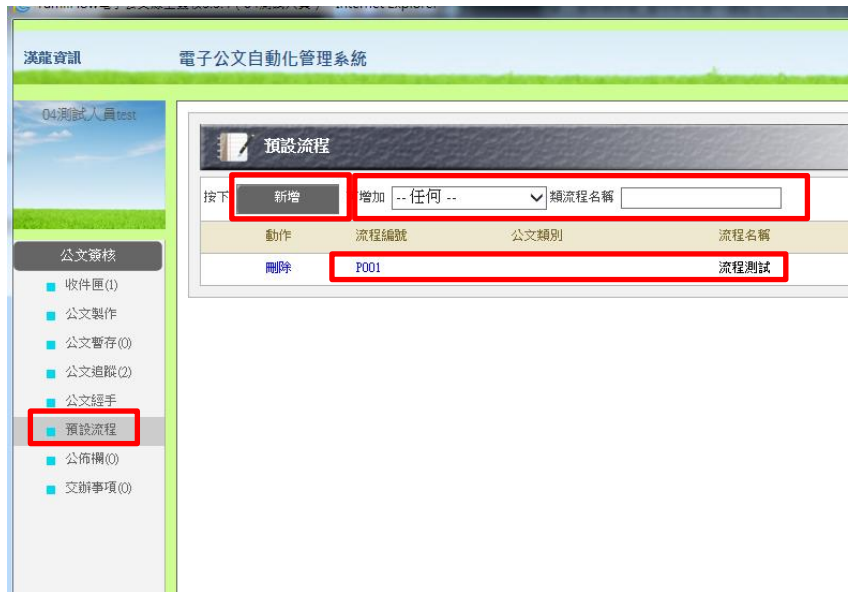 漢龍資訊
電子公文自動化管理系統
04測試人員test
預設流程
按下 新增 增加 -- 任何 -- 類流程名稱
動作 流程編號 公文類別 流程名稱
刪除 P001 流程測試
公文簽核
收件匣(1)
公文製作
公文暫存(0)
公文追蹤(2)
公文經手
預設流程
公佈欄(0)
交辦事項(0)